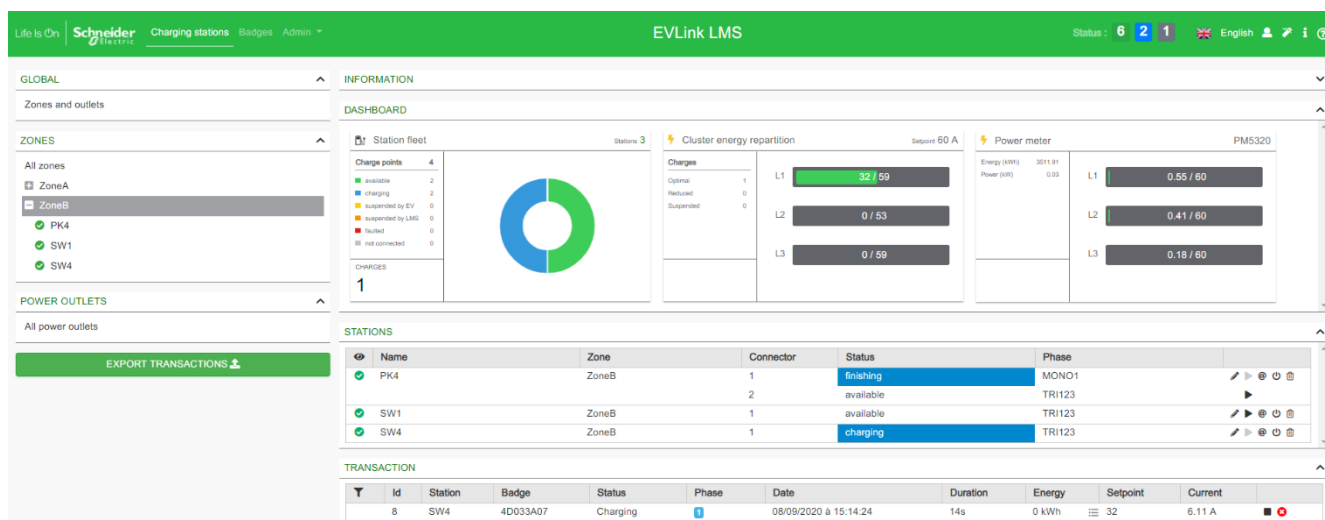 Life Is On Schneider Electric Charging stations Badges Admin EVLink LMS Status : 6 2 1 English
GLOBAL
Zones and outlets
ZONES
All zones
ZoneA
ZoneB
PK4
SW1
SW4
POWER OUTLETS
All power outlets
EXPORT TRANSACTIONS
INFORMATION
DASHBOARD
Station fleet Stations 3
Charge points 4
available 2
charging 2
suspended by EV 0
suspended by LMS 0
faulted 0
not connected 0
CHARGES
1
Cluster energy repartition Setpoint 60 A
Charges
Optimal 1
Reduced 0
Suspended 0
L1 32 / 59
L2 0 / 53
L3 0 / 59
Power meter PM5320
Energy (kWh) 3511.91
Power (kW) 0.03
L1 0.55 / 60
L2 0.41 / 60
L3 0.18 / 60
STATIONS
Name Zone Connector Status Phase
PK4 ZoneB 1 finishing MONO1
2 available TRI123
SW1 ZoneB 1 available TRI123
SW4 ZoneB 1 charging TRI123
TRANSACTION
Id Station Badge Status Phase Date Duration Energy Setpoint Current
8 SW4 4D033A07 Charging 1 08/09/2020 à 15:14:24 14s 0 kWh 32 6.11 A